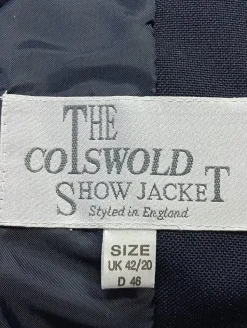 THE
COTSWOLD
SHOW JACKET
Styled in England
SIZE
UK 42/20
D 46